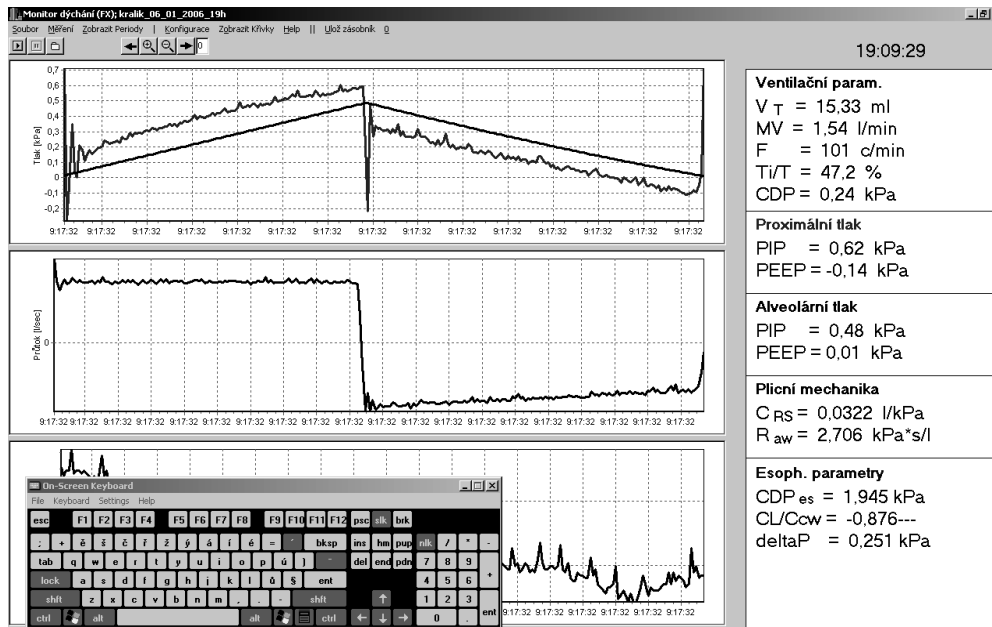 Monitor dýchání (FX); kralik_06_01_2006_19h
Soubor Měření Zobrazit Periody | Konfigurace Zobrazit Křivky Help || Ulož zásobník 0
0
19:09:29
Ventilační param.
V T = 15,33 ml
MV = 1,54 l/min
F = 101 c/min
Ti/T = 47,2 %
CDP = 0,24 kPa
Proximální tlak
PIP = 0,62 kPa
PEEP = -0,14 kPa
Alveolární tlak
PIP = 0,48 kPa
PEEP = 0,01 kPa
Plicní mechanika
C RS = 0,0322 l/kPa
R aw = 2,706 kPa*s/l
Esoph. parametry
CDP es = 1,945 kPa
CL/Ccw = -0,876---
deltaP = 0,251 kPa
Tlak [kPa]
0,7
0,6
0,5
0,4
0,3
0,2
0,1
0
-0,1
-0,2
9:17:32 9:17:32 9:17:32 9:17:32 9:17:32 9:17:32 9:17:32 9:17:32 9:17:32 9:17:32 9:17:32 9:17:32 9:17:32 9:17:32 9:17:32 9:17:32 9:17:32
Průtok [l/sec]
0
9:17:32 9:17:32 9:17:32 9:17:32 9:17:32 9:17:32 9:17:32 9:17:32 9:17:32 9:17:32 9:17:32 9:17:32 9:17:32 9:17:32 9:17:32 9:17:32 9:17:32
9:17:32 9:17:32 9:17:32 9:17:32 9:17:32
On-Screen Keyboard
File Keyboard Settings Help
esc F1 F2 F3 F4 F5 F6 F7 F8 F9 F10 F11 F12 psc slk brk
; + ě š č ř ž ý á í é = ´ bksp ins hm pup nlk / * -
tab q w e r t y u i o p ú ) ¨ del end pdn 7 8 9 +
lock a s d f g h j k l ů § ent 4 5 6
shft z x c v b n m , . - shft ↑ 1 2 3 ent
ctrl alt alt ctrl ← ↓ → 0 .